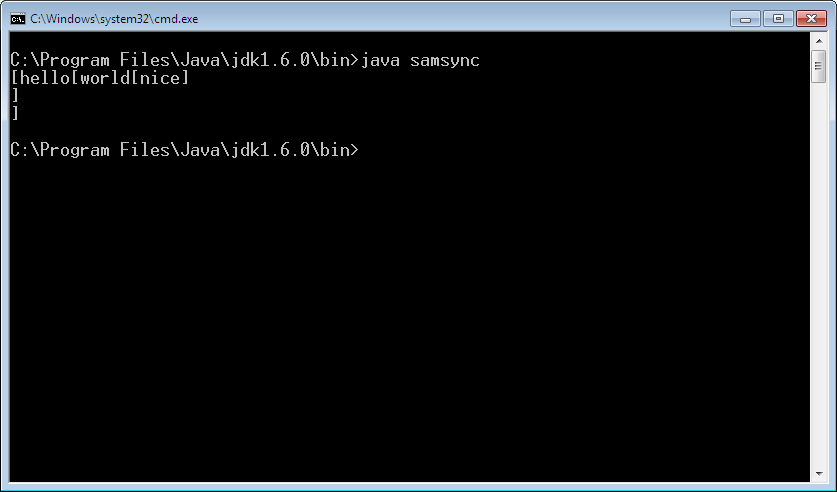 C:\Windows\system32\cmd.exe
C:\Program Files\Java\jdk1.6.0\bin>java samsync
[hello[world[nice]
]
]
C:\Program Files\Java\jdk1.6.0\bin>